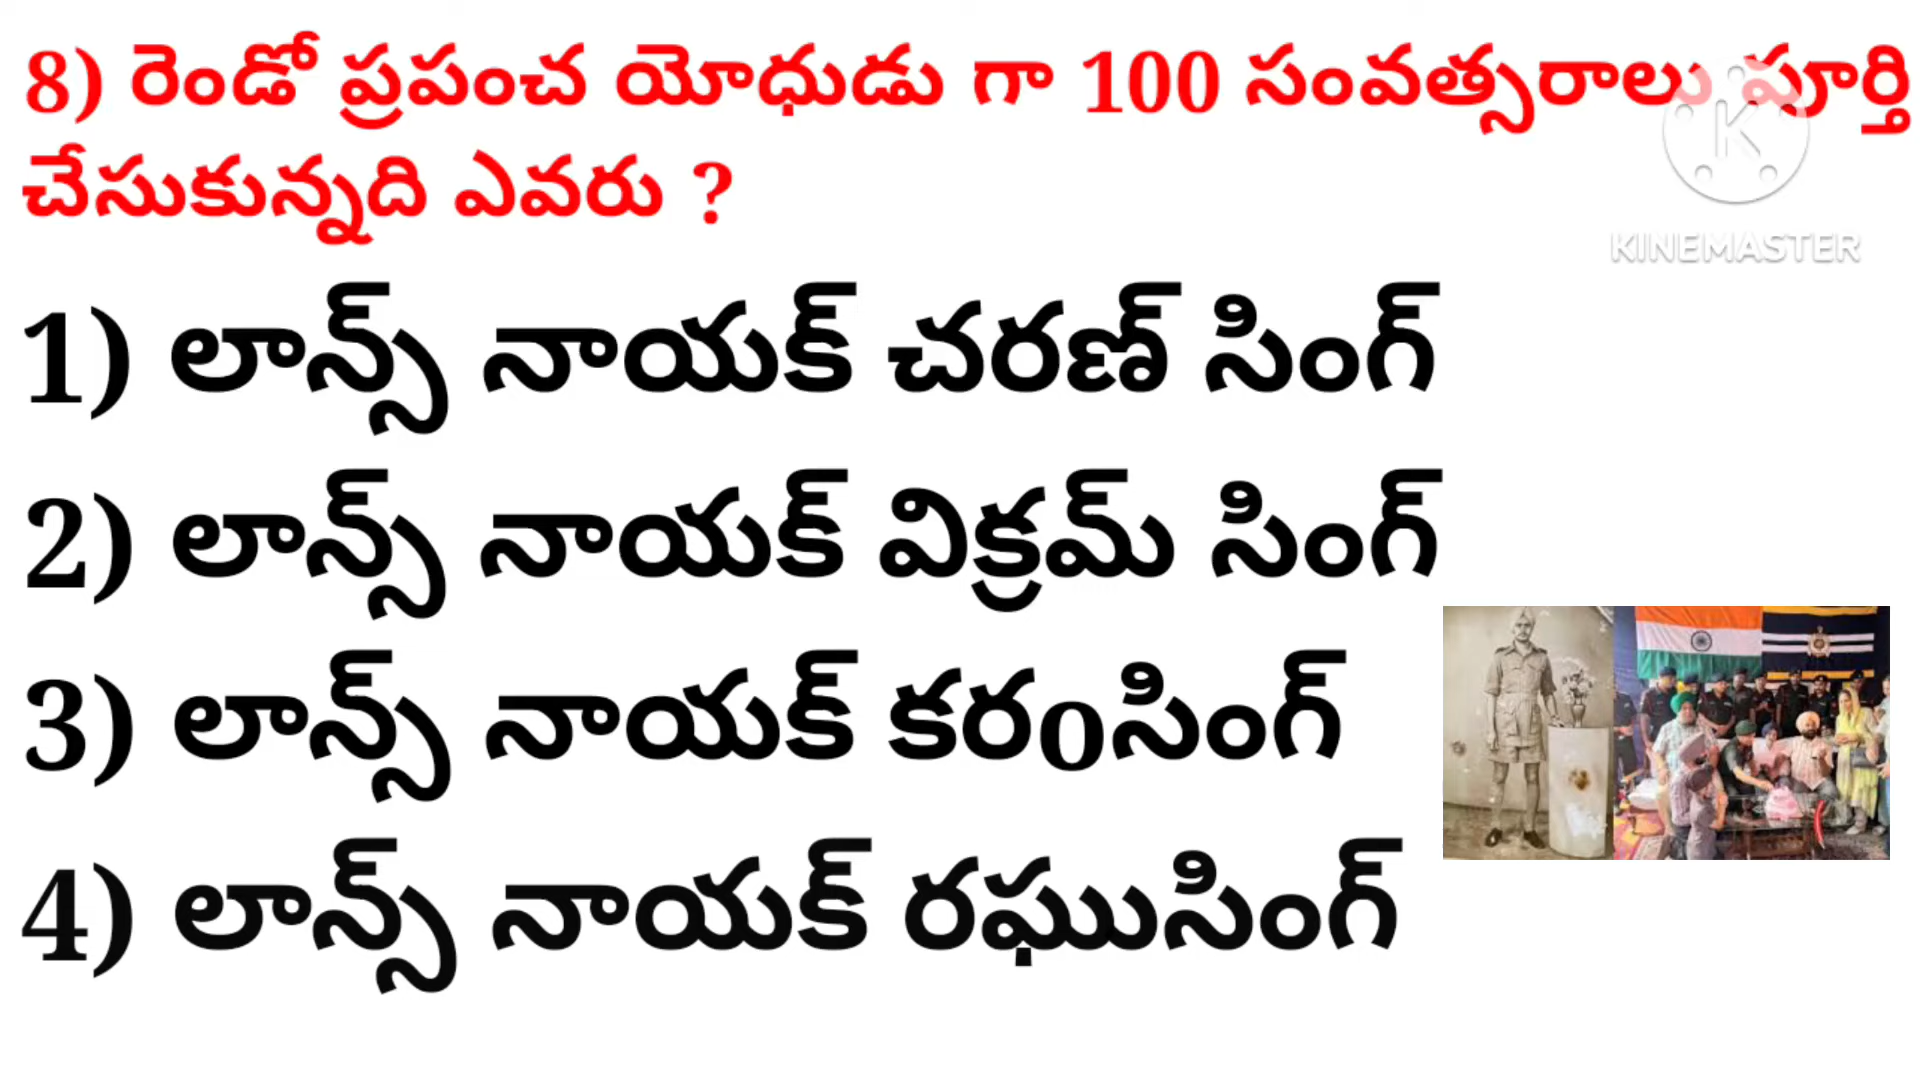 8) రెండో ప్రపంచ యోధుడు గా 100 సంవత్సరాలు పూర్తి
చేసుకున్నది ఎవరు ?
KINEMASTER
1) లాన్స్ నాయక్ చరణ్ సింగ్
2) లాన్స్ నాయక్ విక్రమ్ సింగ్
3) లాన్స్ నాయక్ కర0సింగ్
4) లాన్స్ నాయక్ రఘుసింగ్